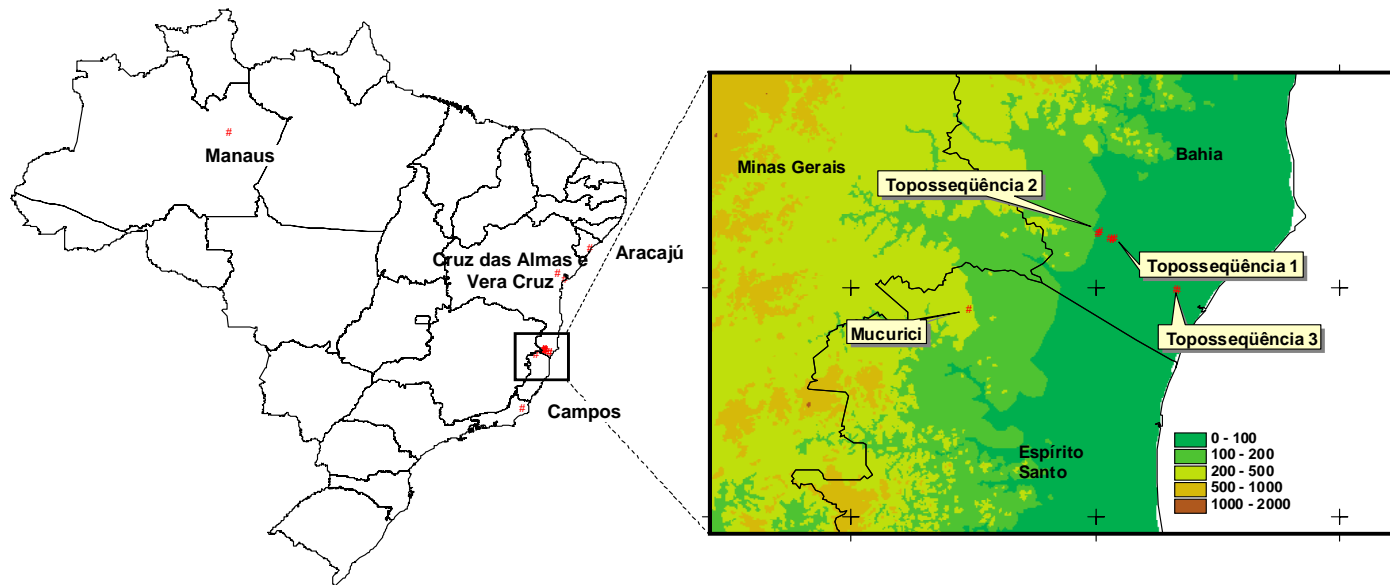 Manaus
Cruz das Almas e
Vera Cruz
Aracajú
Campos
Minas Gerais
Bahia
Toposseqüência 2
Toposseqüência 1
Mucurici
Toposseqüência 3
Espírito
Santo
0 - 100
100 - 200
200 - 500
500 - 1000
1000 - 2000